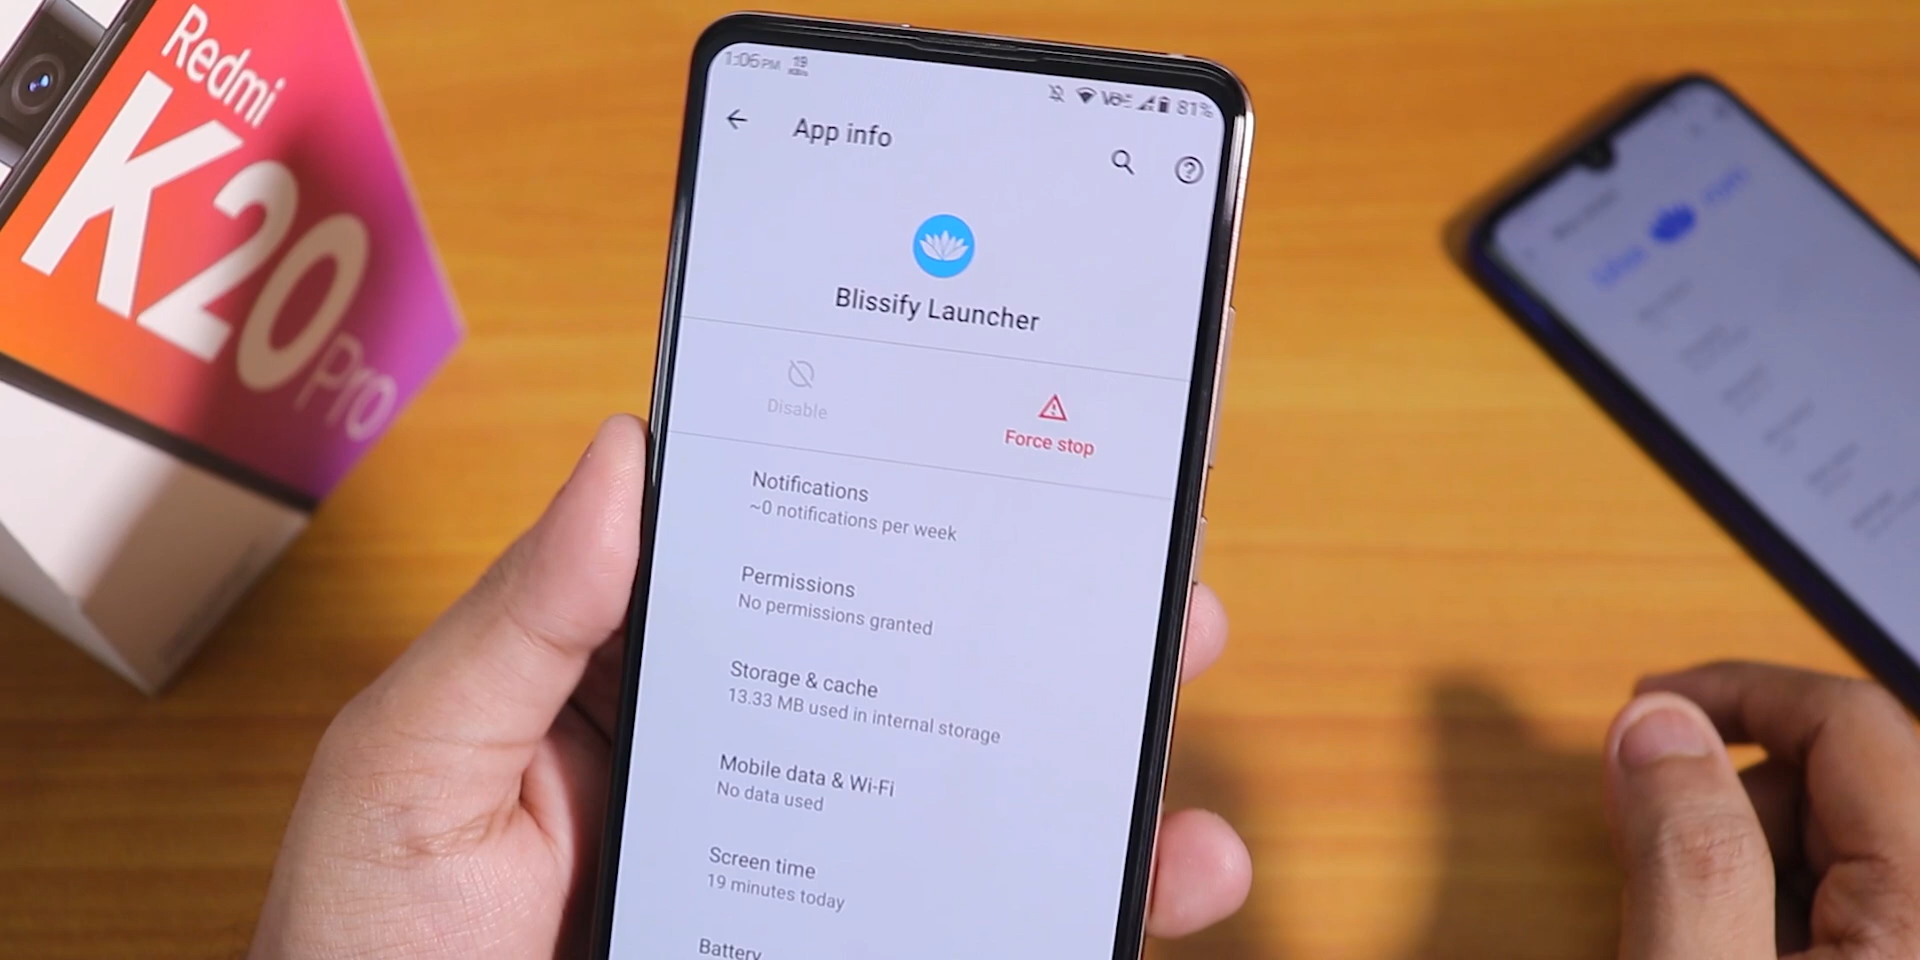 Redmi
K20 Pro
1:06 PM 19
81%
App info
Blissify Launcher
Disable
Force stop
Notifications
~0 notifications per week
Permissions
No permissions granted
Storage & cache
13.33 MB used in internal storage
Mobile data & Wi-Fi
No data used
Screen time
19 minutes today
Battery